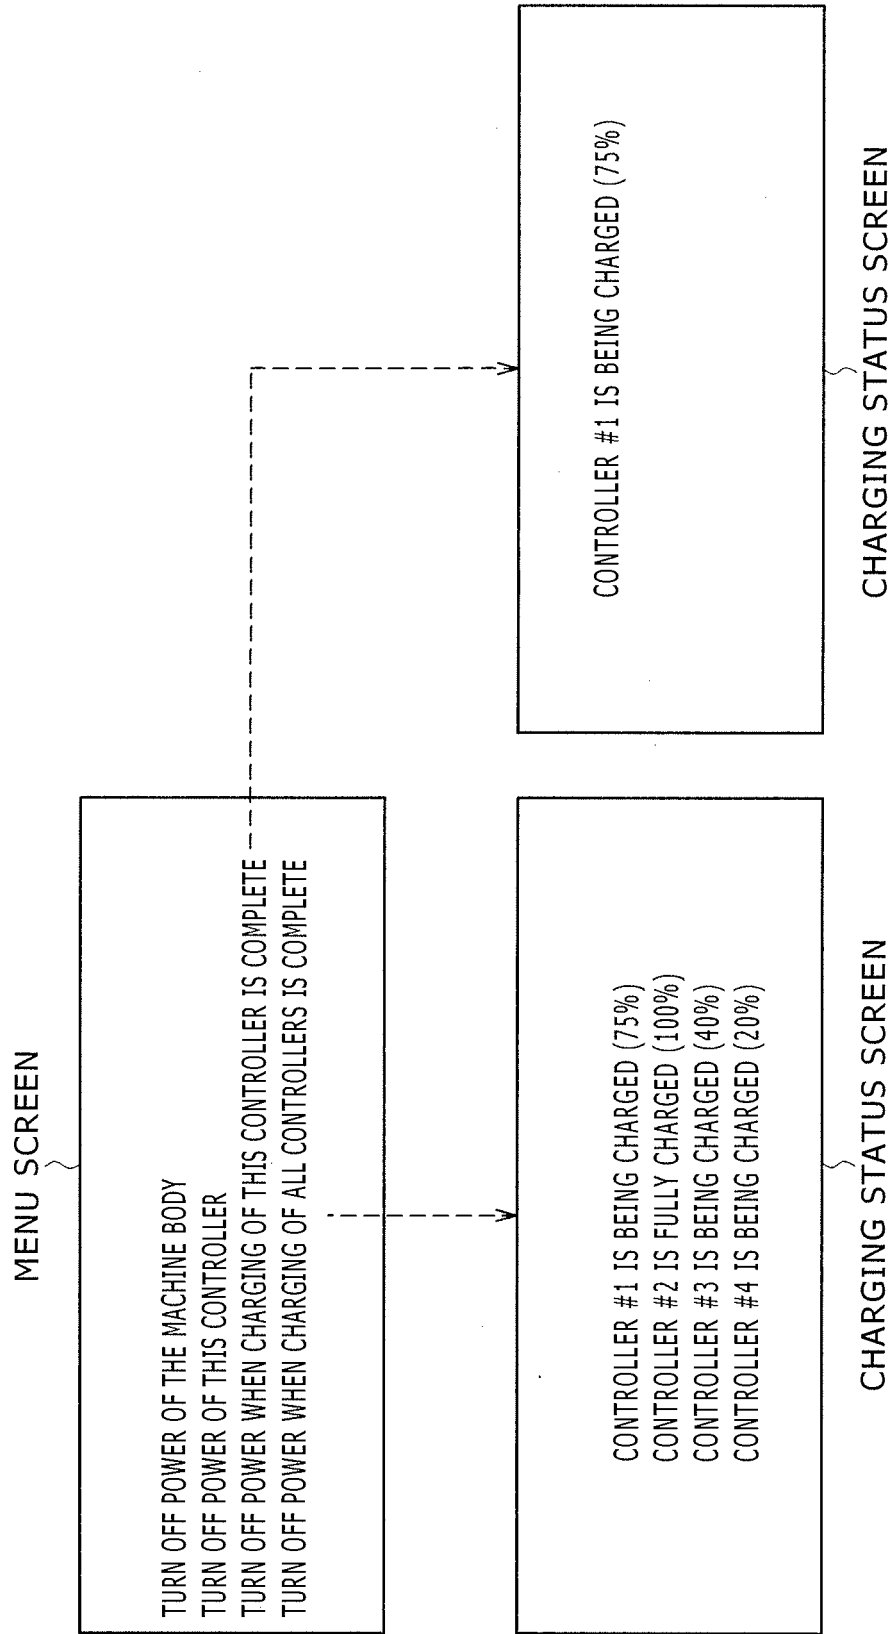 MENU SCREEN
TURN OFF POWER OF THE MACHINE BODY
TURN OFF POWER OF THIS CONTROLLER
TURN OFF POWER WHEN CHARGING OF THIS CONTROLLER IS COMPLETE
TURN OFF POWER WHEN CHARGING OF ALL CONTROLLERS IS COMPLETE
CONTROLLER #1 IS BEING CHARGED (75%)
CONTROLLER #2 IS FULLY CHARGED (100%)
CONTROLLER #3 IS BEING CHARGED (40%)
CONTROLLER #4 IS BEING CHARGED (20%)
CHARGING STATUS SCREEN
CONTROLLER #1 IS BEING CHARGED (75%)
CHARGING STATUS SCREEN